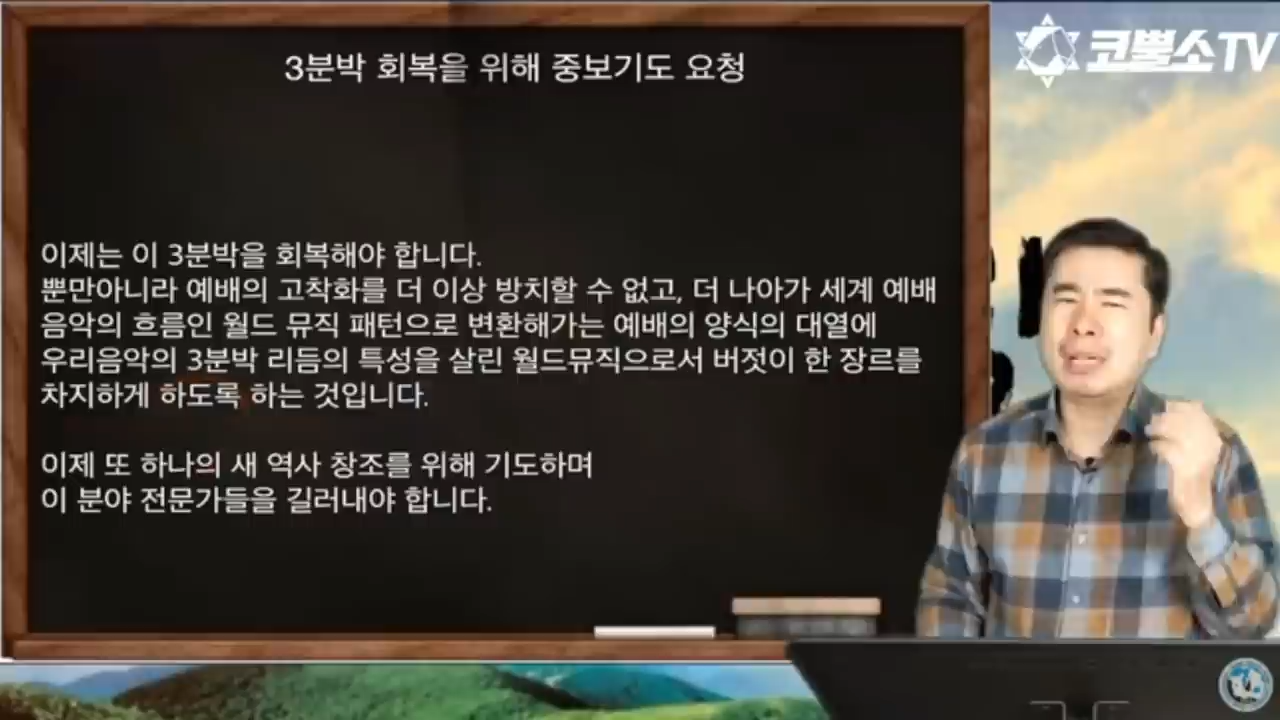 3분박 회복을 위해 중보기도 요청
코뿔소TV
이제는 이 3분박을 회복해야 합니다.
뿐만아니라 예배의 고착화를 더 이상 방치할 수 없고, 더 나아가 세계 예배
음악의 흐름인 월드 뮤직 패턴으로 변환해가는 예배의 양식의 대열에
우리음악의 3분박 리듬의 특성을 살린 월드뮤직으로서 버젓이 한 장르를
차지하게 하도록 하는 것입니다.
이제 또 하나의 새 역사 창조를 위해 기도하며
이 분야 전문가들을 길러내야 합니다.